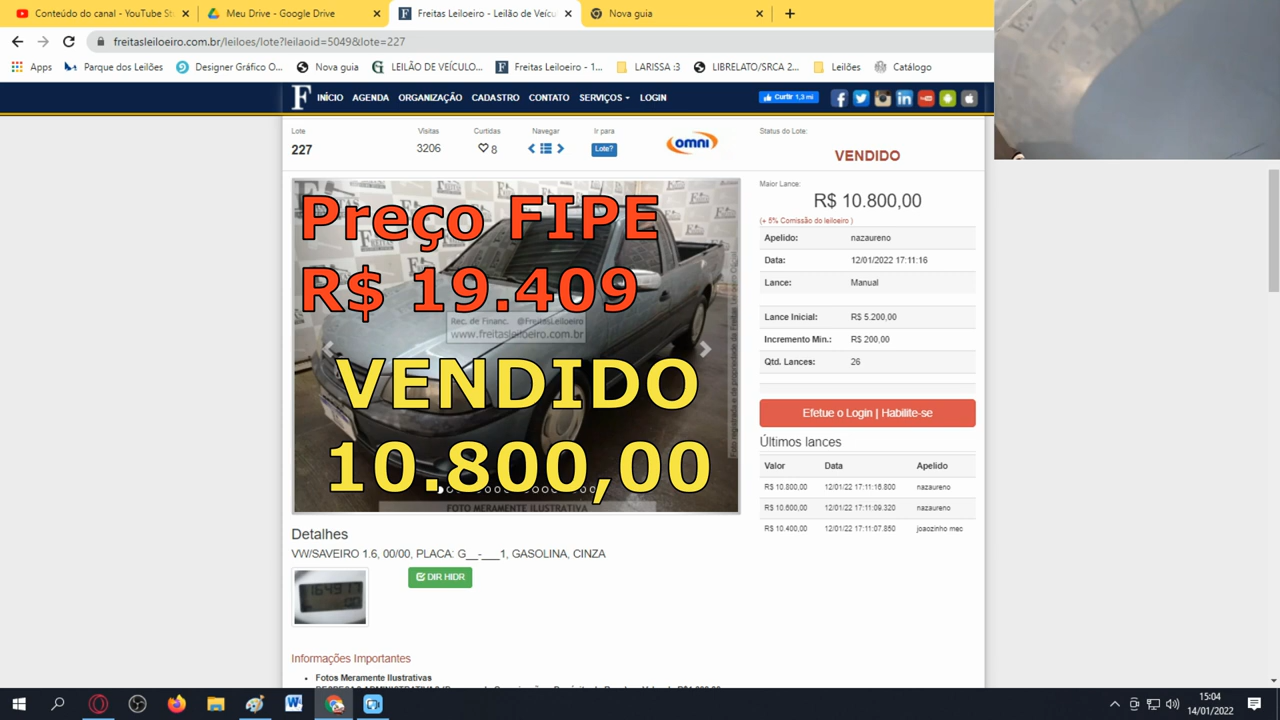 Conteúdo do canal - YouTube St
Meu Drive - Google Drive
Freitas Leiloeiro - Leilão de Veícu
Nova guia
freitasleiloeiro.com.br/leiloes/lote?leilaoid=5049&lote=227
Apps
Parque dos Leilões
Designer Gráfico O...
Nova guia
LEILÃO DE VEÍCULO...
Freitas Leiloeiro - 1...
LARISSA :3
LIBRELATO/SRCA 2...
Leilões
Catálogo
F INÍCIO AGENDA ORGANIZAÇÃO CADASTRO CONTATO SERVIÇOS LOGIN
Curtir 1,3 mi
Lote
Visitas
Curtidas
Navegar
Ir para
227
3206
8
Lote?
omni
Status do Lote:
VENDIDO
Maior Lance:
R$ 10.800,00
(+ 5% Comissão do leiloeiro )
Apelido: nazaureno
Data: 12/01/2022 17:11:16
Lance: Manual
Lance Inicial: R$ 5.200,00
Incremento Min.: R$ 200,00
Qtd. Lances: 26
Efetue o Login | Habilite-se
Últimos lances
Valor Data Apelido
R$ 10.800,00 12/01/22 17:11:16.800 nazaureno
R$ 10.600,00 12/01/22 17:11:09.320 nazaureno
R$ 10.400,00 12/01/22 17:11:07.850 joaozinho mec
Preço FIPE
R$ 19.409
Rec. de Financ. @FreitasLeiloeiro
www.freitasleiloeiro.com.br
VENDIDO
10.800,00
FOTO MERAMENTE ILUSTRATIVA
Detalhes
VW/SAVEIRO 1.6, 00/00, PLACA: G__-___1, GASOLINA, CINZA
164977
DIR HIDR
Informações Importantes
Fotos Meramente Ilustrativas
15:04
14/01/2022